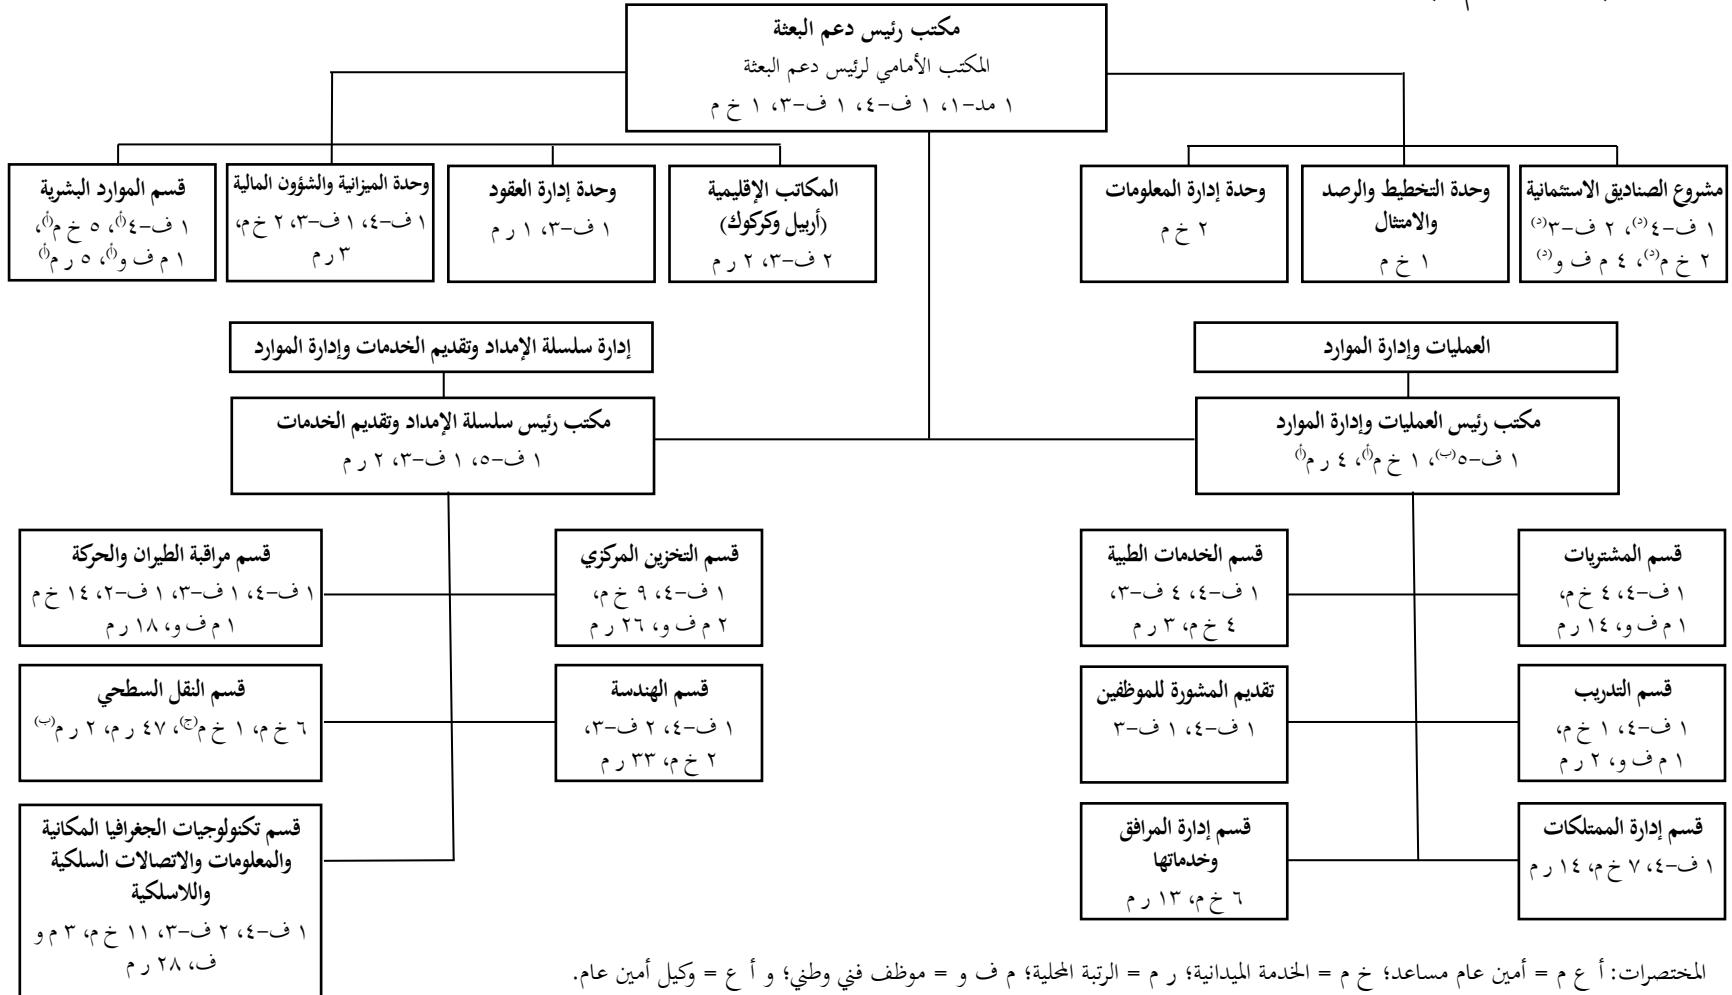 مكتب رئيس دعم البعثة
المكتب الأمامي لرئيس دعم البعثة
١ مد-١، ١ ف-٤، ١ ف-٣، ١ خ م
مشروع الصناديق الاستئمانية
١ ف-٤(د)، ٢ ف-٣(د)
٢ خ م(د)، ٤ م ف و(د)
وحدة التخطيط والرصد
والامتثال
١ خ م
وحدة إدارة المعلومات
٢ خ م
المكاتب الإقليمية
(أربيل وكركوك)
٢ ف-٣، ٢ ر م
وحدة إدارة العقود
١ ف-٣، ١ ر م
وحدة الميزانية والشؤون المالية
١ ف-٤، ١ ف-٣، ٢ خ م،
٣ ر م
قسم الموارد البشرية
١ ف-٤(أ)، ٥ خ م(أ)،
١ م ف و(أ)، ٥ ر م(أ)
العمليات وإدارة الموارد
إدارة سلسلة الإمداد وتقديم الخدمات وإدارة الموارد
مكتب رئيس العمليات وإدارة الموارد
١ ف-٥(ب)، ١ خ م(أ)، ٤ ر م(أ)
مكتب رئيس سلسلة الإمداد وتقديم الخدمات
١ ف-٥، ١ ف-٣، ٢ ر م
قسم المشتريات
١ ف-٤، ٤ خ م،
١ م ف و، ١٤ ر م
قسم الخدمات الطبية
١ ف-٤، ٤ ف-٣،
٤ خ م، ٣ ر م
قسم التخزين المركزي
١ ف-٤، ٩ خ م،
٢ م ف و، ٢٦ ر م
قسم مراقبة الطيران والحركة
١ ف-٤، ١ ف-٣، ١ ف-٢، ١٤ خ م
١ م ف و، ١٨ ر م
قسم التدريب
١ ف-٤، ١ خ م،
١ م ف و، ٢ ر م
تقديم المشورة للموظفين
١ ف-٤، ١ ف-٣
قسم الهندسة
١ ف-٤، ٢ ف-٣،
٢ خ م، ٣٣ ر م
قسم النقل السطحي
٦ خ م، ١ خ م(ج)، ٤٧ ر م، ٢ ر م(ب)
قسم إدارة الممتلكات
١ ف-٤، ٧ خ م، ١٤ ر م
قسم إدارة المرافق
وخدماتها
٦ خ م، ١٣ ر م
قسم تكنولوجيات الجغرافيا المكانية
والمعلومات والاتصالات السلكية
واللاسلكية
١ ف-٤، ٢ ف-٣، ١١ خ م، ٣ م و
ف، ٢٨ ر م
المختصرات: أ ع م = أمين عام مساعد؛ خ م = الخدمة الميدانية؛ ر م = الرتبة المحلية؛ م ف و = موظف فني وطني؛ و أ ع = وكيل أمين عام.